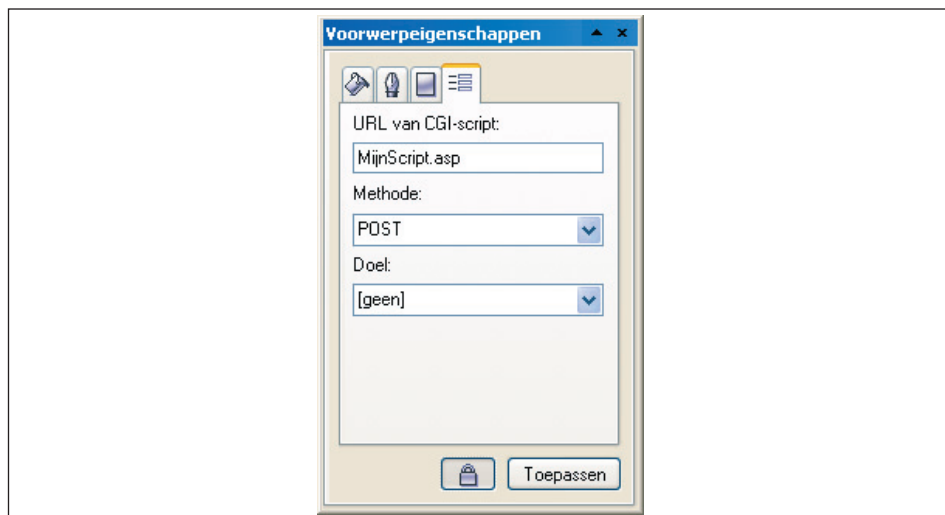 Voorwerpeigenschappen
URL van CGI-script:
MijnScript.asp
Methode:
POST
Doel:
[geen]
Toepassen